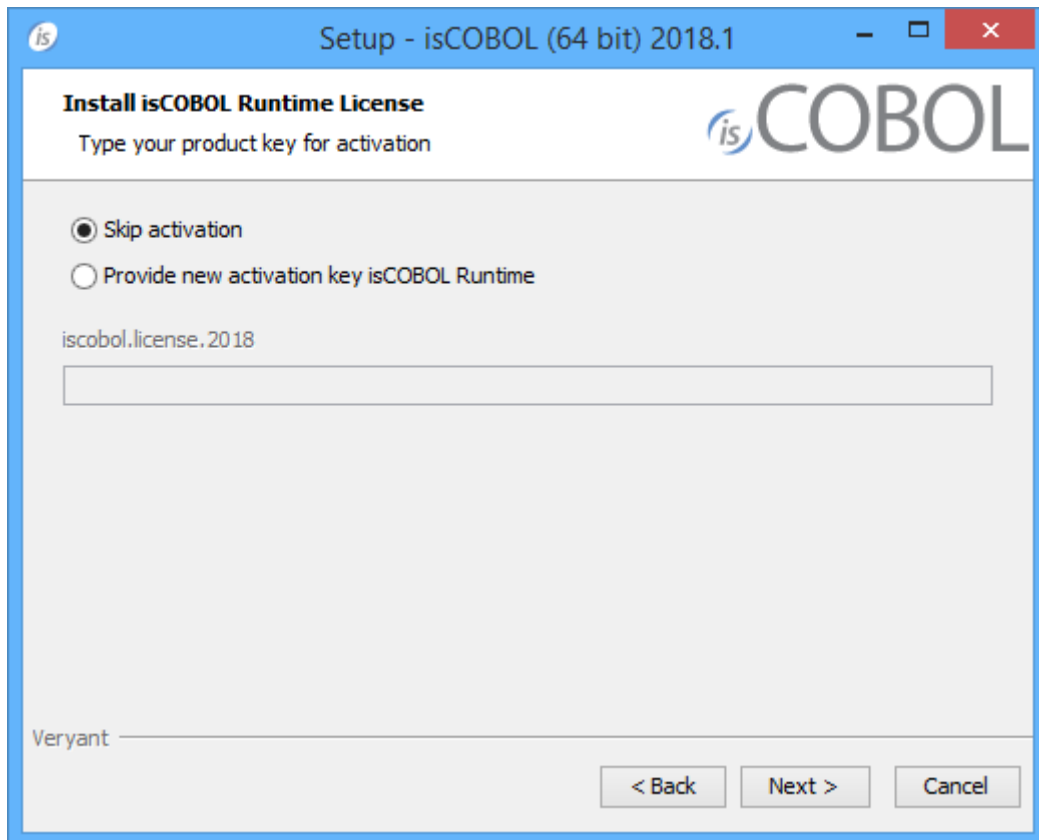 is
Setup - isCOBOL (64 bit) 2018.1
Install isCOBOL Runtime License
Type your product key for activation
isCOBOL
Skip activation
Provide new activation key isCOBOL Runtime
iscobol.license.2018
Veryant
< Back Next > Cancel